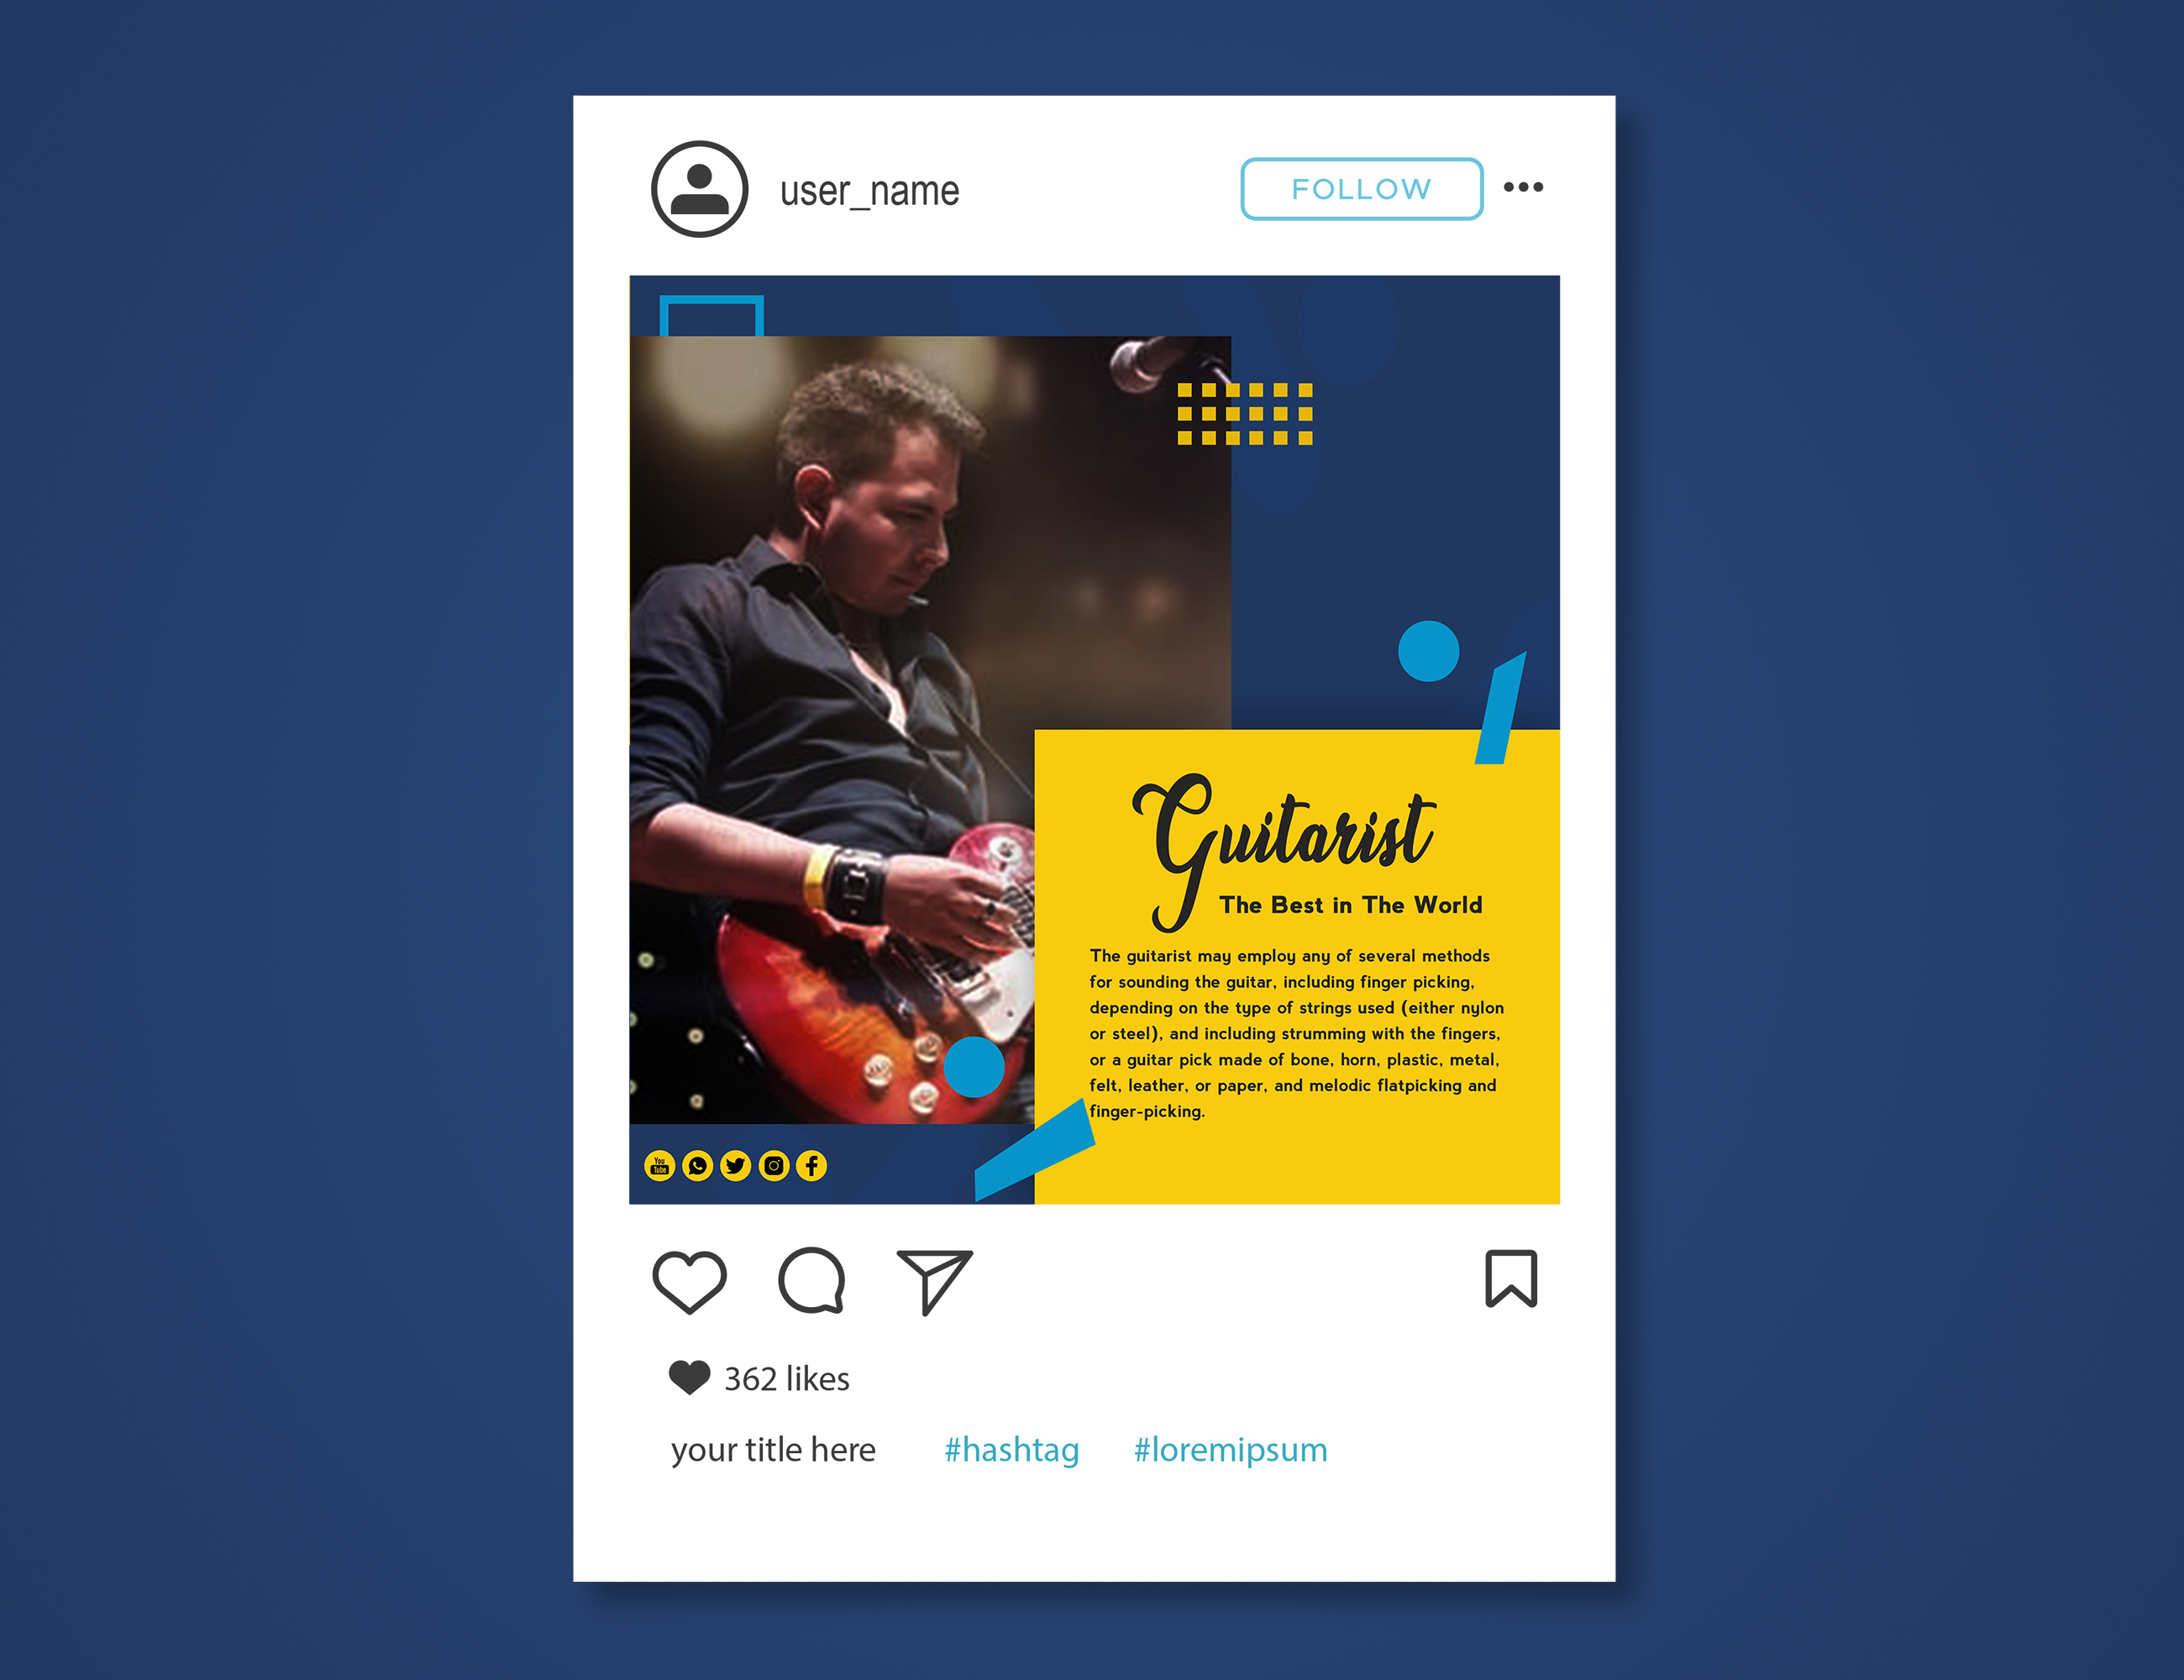 user_name
FOLLOW
Guitarist
The Best in The World
The guitarist may employ any of several methods
for sounding the guitar, including finger picking,
depending on the type of strings used (either nylon
or steel), and including strumming with the fingers,
or a guitar pick made of bone, horn, plastic, metal,
felt, leather, or paper, and melodic flatpicking and
finger-picking.
You
Tube
362 likes
your title here #hashtag #loremipsum